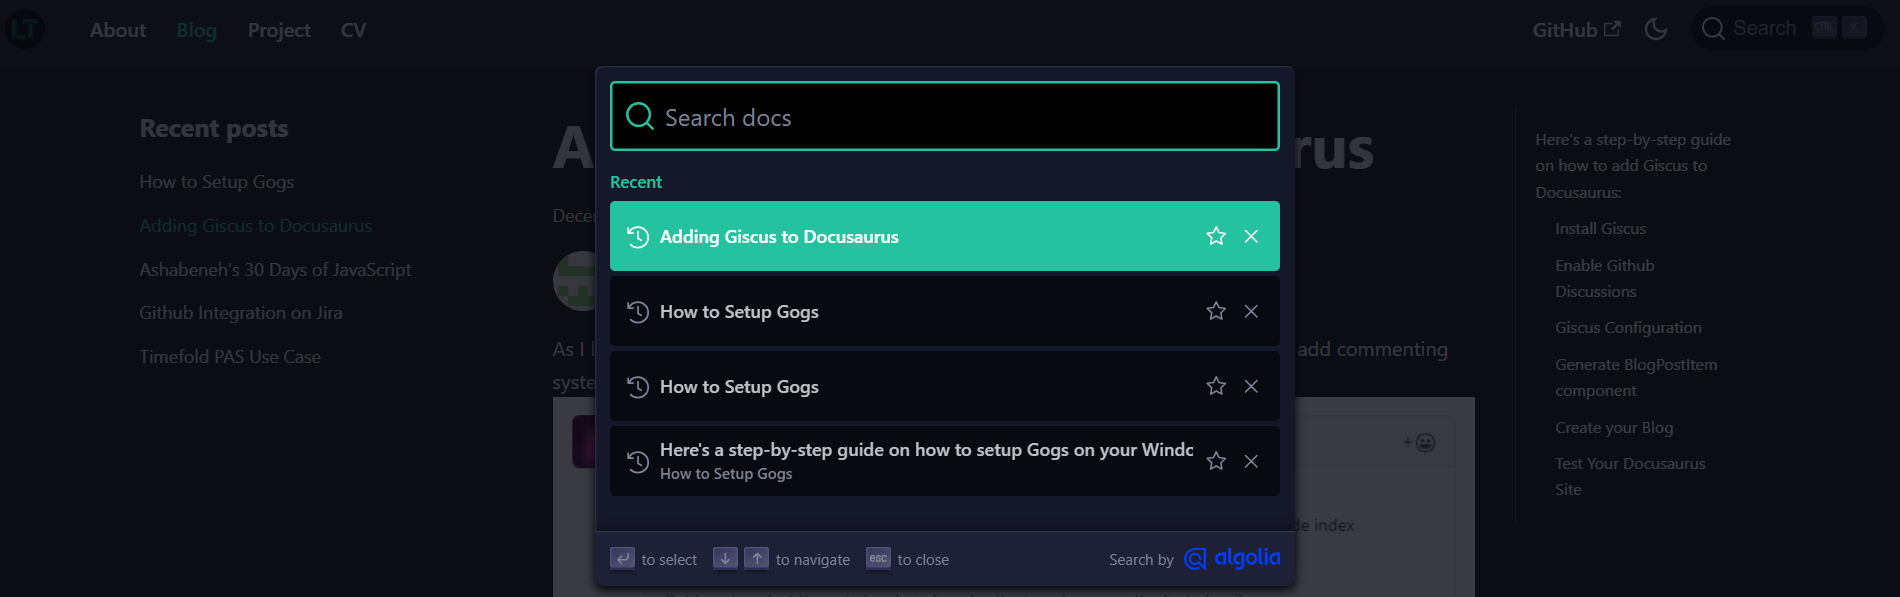 LT
About
Blog
Project
CV
GitHub
Search
CTRL
K
Recent posts
How to Setup Gogs
Adding Giscus to Docusaurus
Ashabeneh's 30 Days of JavaScript
Github Integration on Jira
Timefold PAS Use Case
A
rus
Decem
As I b
add commenting
syste
de index
Search docs
Recent
Adding Giscus to Docusaurus
How to Setup Gogs
How to Setup Gogs
Here's a step-by-step guide on how to setup Gogs on your Windo
How to Setup Gogs
to select
to navigate
esc
to close
Search by
algolia
Here's a step-by-step guide
on how to add Giscus to
Docusaurus:
Install Giscus
Enable Github
Discussions
Giscus Configuration
Generate BlogPostItem
component
Create your Blog
Test Your Docusaurus
Site